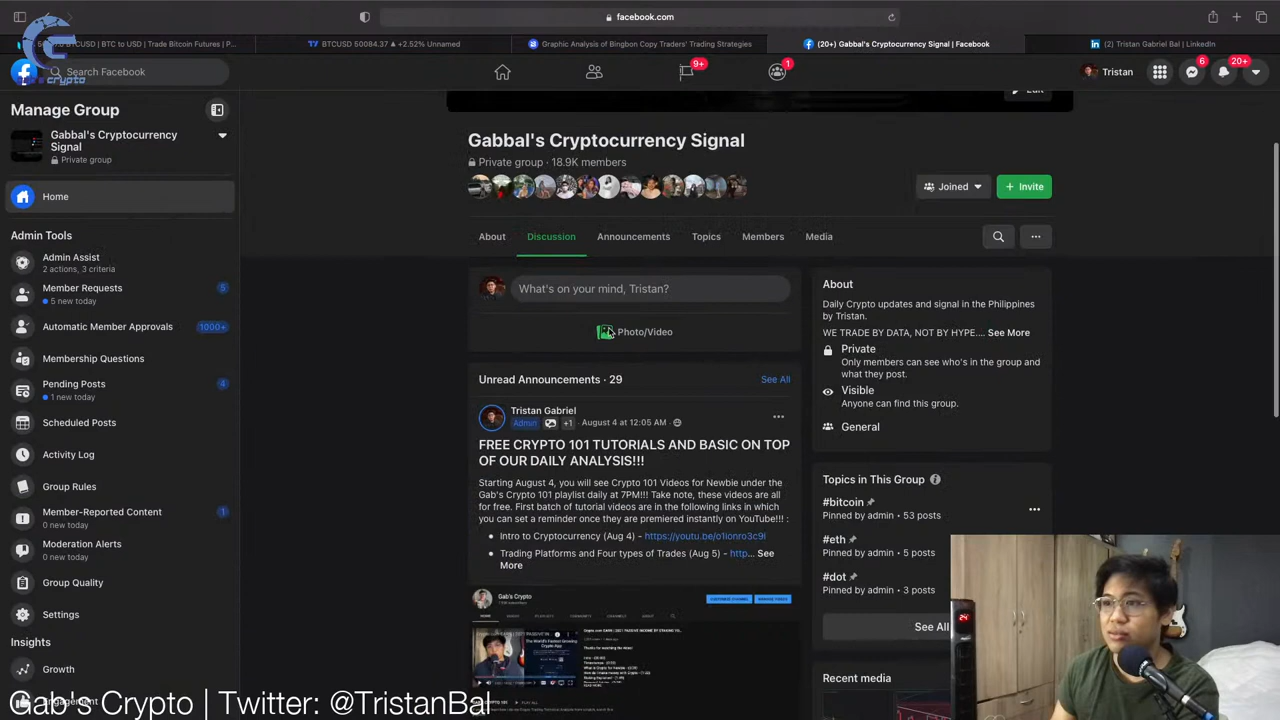 facebook.com
BTCUSD | BTC to USD | Trade Bitcoin Futures | P...
BTCUSD 50084.37 ▲ +2.52% Unnamed
Graphic Analysis of Bingbon Copy Traders' Trading Strategies
(20+) Gabbal's Cryptocurrency Signal | Facebook
(2) Tristan Gabriel Bal | LinkedIn
Search Facebook
9+
1
Tristan
6
20+
Manage Group
Gabbal's Cryptocurrency
Signal
Private group
Home
Admin Tools
Admin Assist
2 actions, 3 criteria
Member Requests 5
5 new today
Automatic Member Approvals 1000+
Membership Questions
Pending Posts 4
1 new today
Scheduled Posts
Activity Log
Group Rules
Member-Reported Content 1
0 new today
Moderation Alerts
0 new today
Group Quality
Settings
Insights
Growth
Gab's Crypto | Twitter: @TristanBal
Edit
Gabbal's Cryptocurrency Signal
Private group · 18.9K members
Joined
+ Invite
About Discussion Announcements Topics Members Media
What's on your mind, Tristan?
Photo/Video
Unread Announcements · 29 See All
Tristan Gabriel
Admin +1 · August 4 at 12:05 AM ·
FREE CRYPTO 101 TUTORIALS AND BASIC ON TOP
OF OUR DAILY ANALYSIS!!!
Starting August 4, you will see Crypto 101 Videos for Newbie under the
Gab's Crypto 101 playlist daily at 7PM!!! Take note, these videos are all
for free. First batch of tutorial videos are in the following links in which
you can set a reminder once they are premiered instantly on YouTube!!! :
• Intro to Cryptocurrency (Aug 4) - https://youtu.be/o1Ionro3c9I
• Trading Platforms and Four types of Trades (Aug 5) - http... See
More
Gab's Crypto
About
Daily Crypto updates and signal in the Philippines
by Tristan.
WE TRADE BY DATA, NOT BY HYPE.... See More
Private
Only members can see who's in the group and
what they post.
Visible
Anyone can find this group.
General
Topics in This Group
#bitcoin
Pinned by admin • 53 posts
#eth
Pinned by admin • 5 posts
#dot
Pinned by admin • 3 posts
See All
Recent media
24